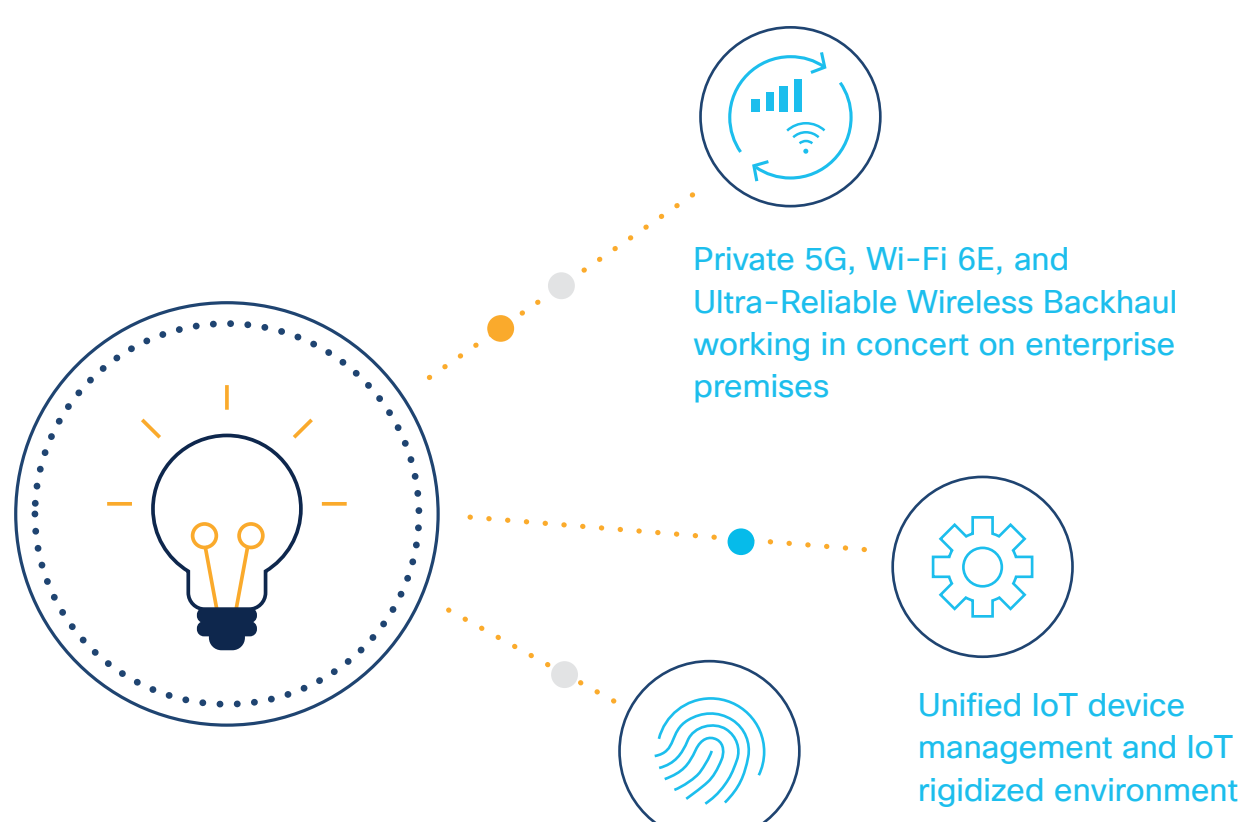 Private 5G, Wi-Fi 6E, and
Ultra-Reliable Wireless Backhaul
working in concert on enterprise
premises
Unified IoT device
management and IoT
rigidized environment